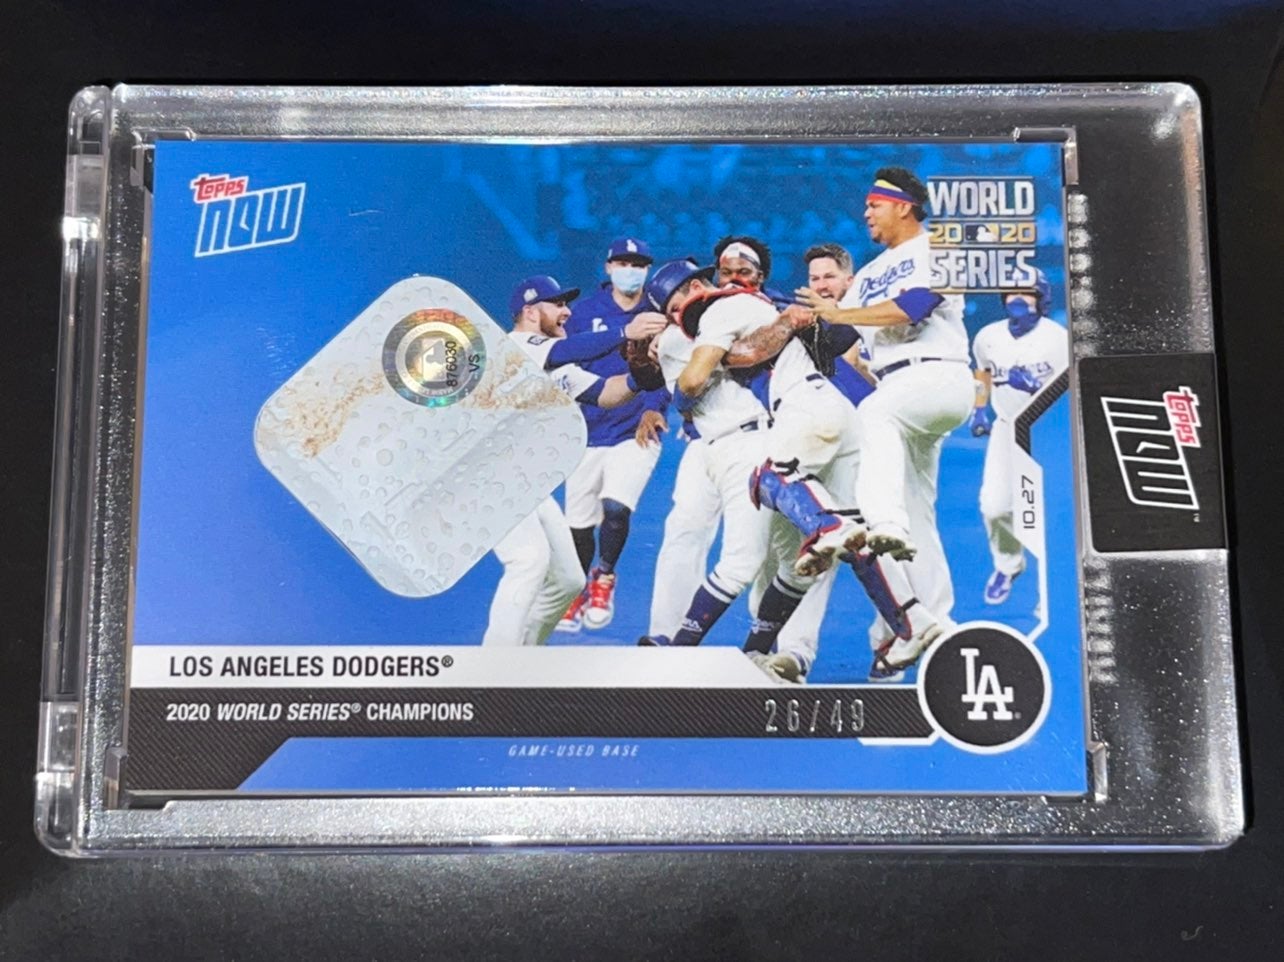 topps
NOW
WORLD
2020
SERIES
Dodgers
876030
VS
10.27
topps
NOW
LOS ANGELES DODGERS®
2020 WORLD SERIES® CHAMPIONS
26/49
LA
GAME-USED BASE